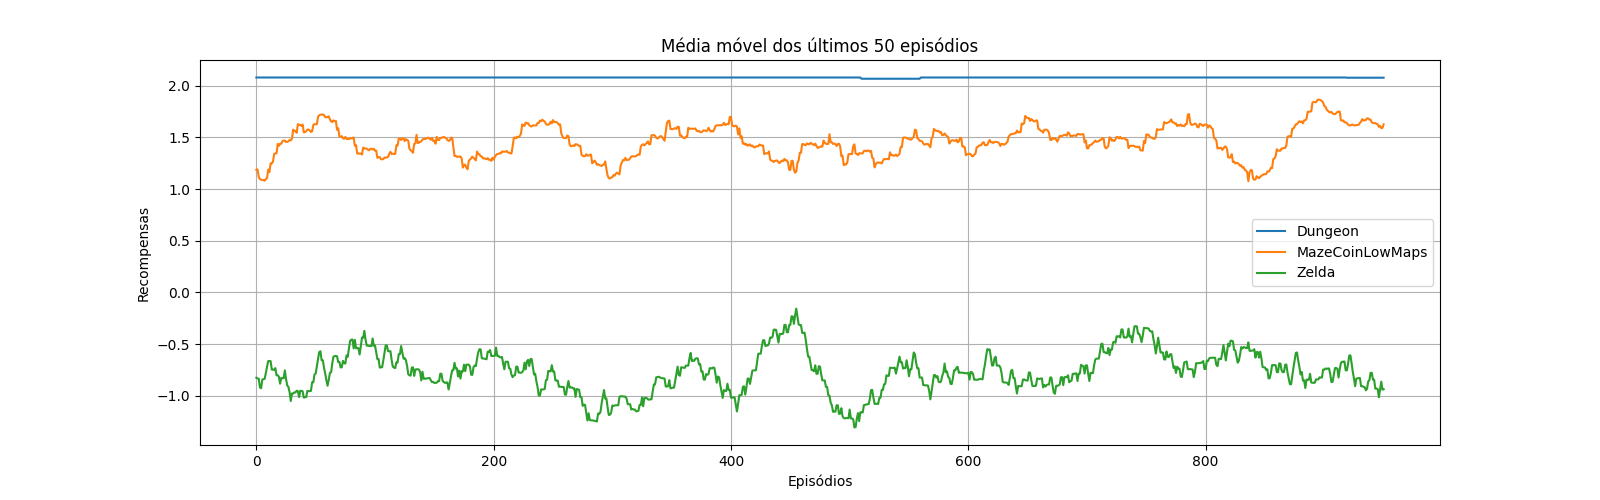 Média móvel dos últimos 50 episódios
2.0
1.5
1.0
0.5
0.0
−0.5
−1.0
Recompensas
Dungeon
MazeCoinLowMaps
Zelda
0
200
400
600
800
Episódios